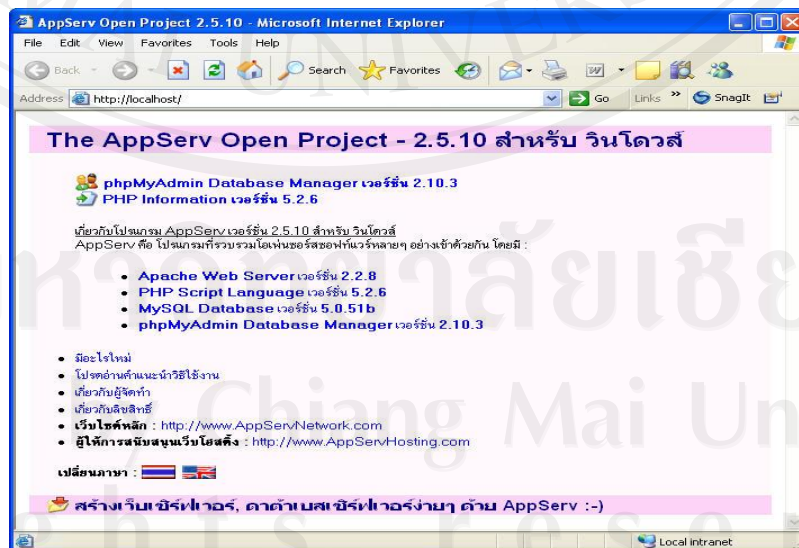 AppServ Open Project 2.5.10 - Microsoft Internet Explorer
File Edit View Favorites Tools Help
Back Search Favorites
Address http://localhost/ Go Links » SnagIt
The AppServ Open Project - 2.5.10 สำหรับ วินโดวส์
phpMyAdmin Database Manager เวอร์ชั่น 2.10.3
PHP Information เวอร์ชั่น 5.2.6
เกี่ยวกับโปรแกรม AppServ เวอร์ชั่น 2.5.10 สำหรับ วินโดวส์
AppServ คือ โปรแกรมที่รวบรวมโอเพ่นซอร์สซอฟท์แวร์หลายๆ อย่างเข้าด้วยกัน โดยมี :
Apache Web Server เวอร์ชั่น 2.2.8
PHP Script Language เวอร์ชั่น 5.2.6
MySQL Database เวอร์ชั่น 5.0.51b
phpMyAdmin Database Manager เวอร์ชั่น 2.10.3
มีอะไรใหม่
โปรดอ่านคำแนะนำวิธีใช้งาน
เกี่ยวกับผู้จัดทำ
เกี่ยวกับลิขสิทธิ์
เว็บไซต์หลัก : http://www.AppServNetwork.com
ผู้ให้การสนับสนุนเว็บโฮสติ้ง : http://www.AppServHosting.com
เปลี่ยนภาษา :
สร้างเว็บเซิร์ฟเวอร์, ดาต้าเบสเซิร์ฟเวอร์ง่ายๆ ด้วย AppServ :-)
Local intranet